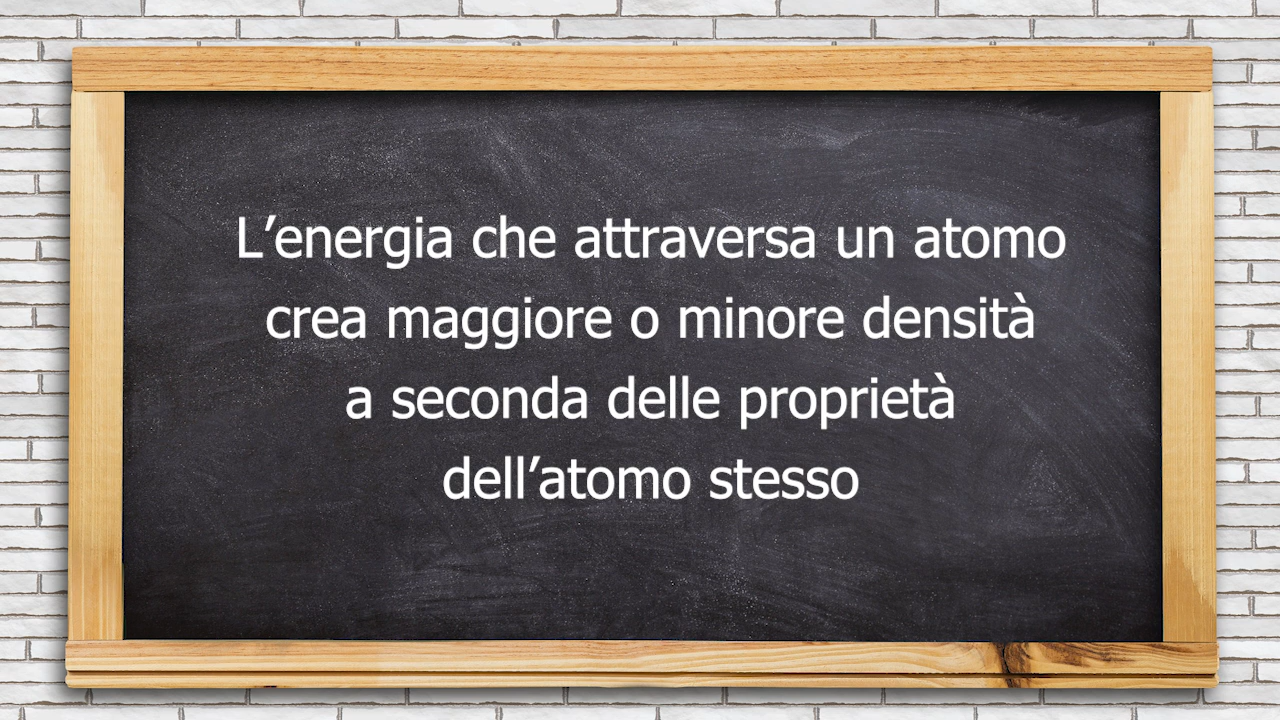 L’energia che attraversa un atomo
crea maggiore o minore densità
a seconda delle proprietà
dell’atomo stesso